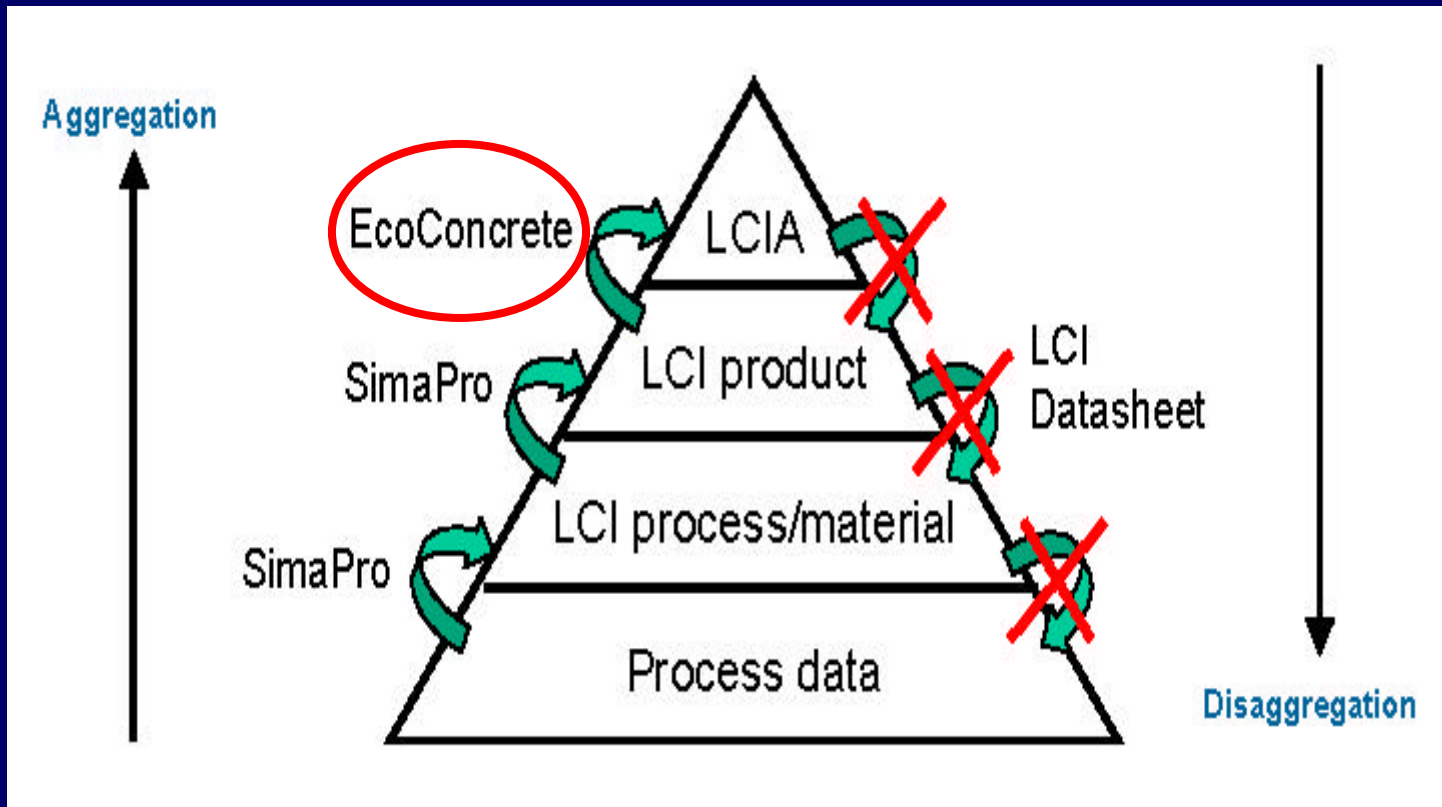 Aggregation
EcoConcrete
LCIA
SimaPro
LCI product
LCI
Datasheet
LCI process/material
SimaPro
Process data
Disaggregation